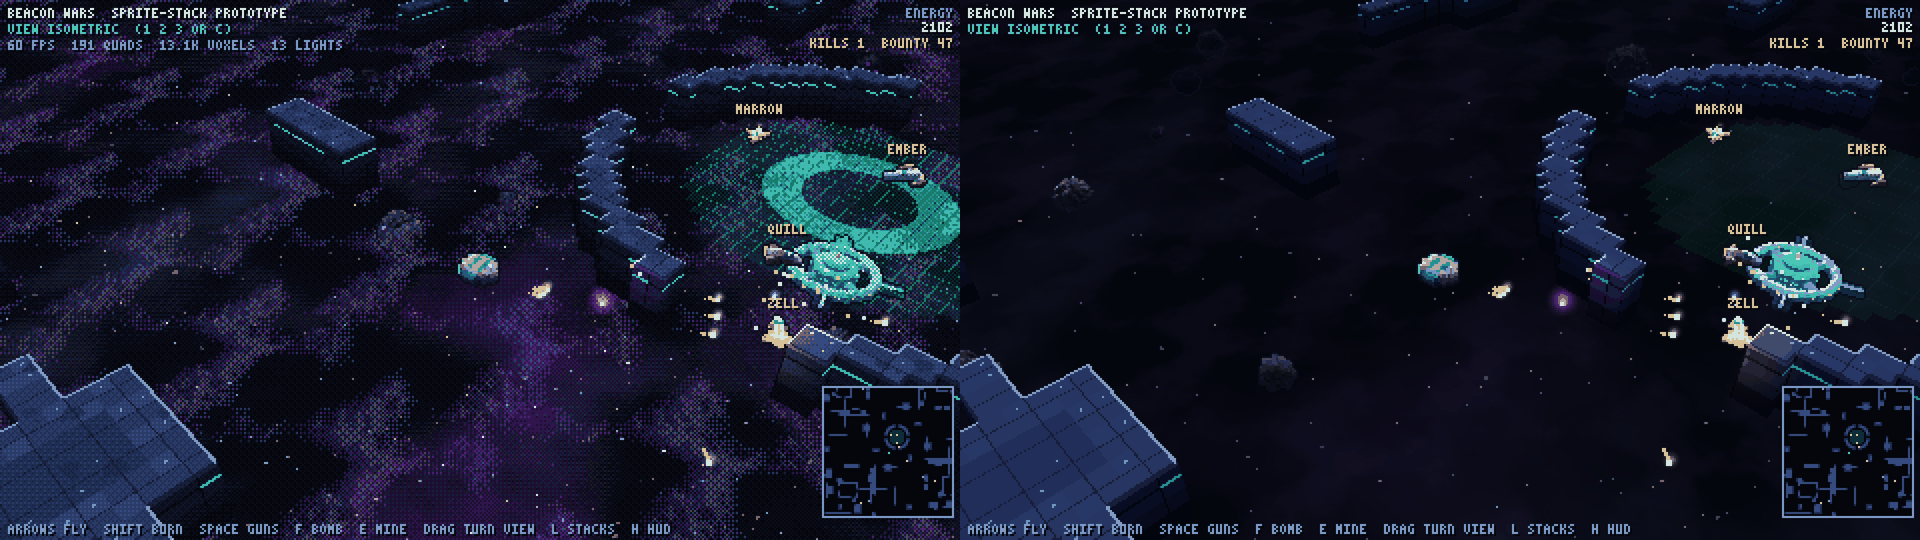 BEACON WARS SPRITE-STACK PROTOTYPE
VIEW ISOMETRIC (1 2 3 OR C)
60 FPS 191 QUADS 13.1K VOXELS 13 LIGHTS
ENERGY
2102
KILLS 1 BOUNTY 47
MARROW
EMBER
QUILL
ZELL
ARROWS FLY SHIFT BURN SPACE GUNS F BOMB E MINE DRAG TURN VIEW L STACKS H HUD
BEACON WARS SPRITE-STACK PROTOTYPE
VIEW ISOMETRIC (1 2 3 OR C)
ENERGY
2102
KILLS 1 BOUNTY 47
MARROW
EMBER
QUILL
ZELL
ARROWS FLY SHIFT BURN SPACE GUNS F BOMB E MINE DRAG TURN VIEW L STACKS H HUD